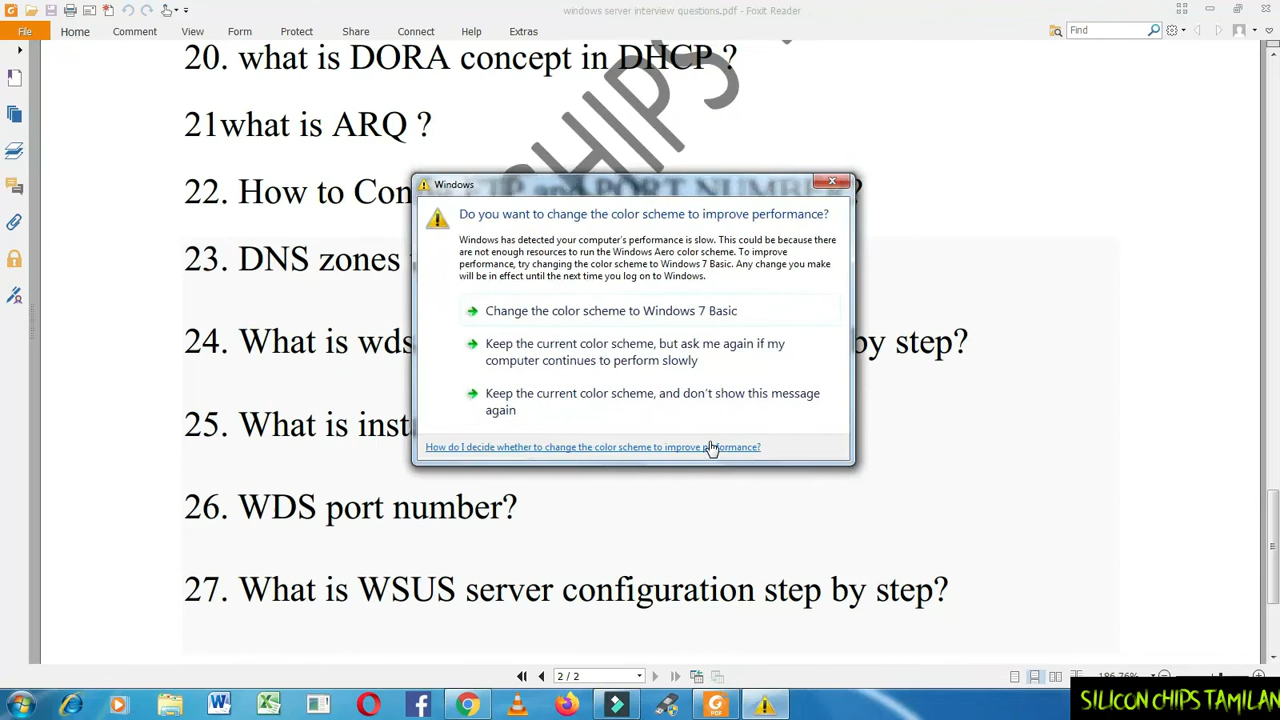 windows server interview questions.pdf - Foxit Reader
File Home Comment View Form Protect Share Connect Help Extras Find
20. what is DORA concept in DHCP ?
21what is ARQ ?
CHIPS
22. How to Con FTP and PORT NUMBER?
23. DNS zones
24. What is wds by step?
25. What is inst
26. WDS port number?
27. What is WSUS server configuration step by step?
Windows
Do you want to change the color scheme to improve performance?
Windows has detected your computer's performance is slow. This could be because there
are not enough resources to run the Windows Aero color scheme. To improve
performance, try changing the color scheme to Windows 7 Basic. Any change you make
will be in effect until the next time you log on to Windows.
Change the color scheme to Windows 7 Basic
Keep the current color scheme, but ask me again if my
computer continues to perform slowly
Keep the current color scheme, and don't show this message
again
How do I decide whether to change the color scheme to improve performance?
2 / 2
186.76%
SILICON CHIPS TAMILAN